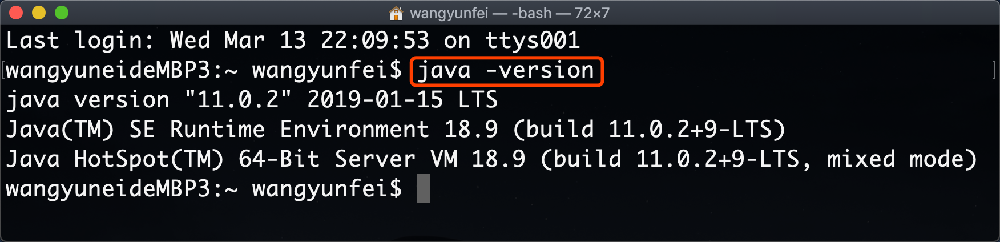 wangyunfei — -bash — 72×7
Last login: Wed Mar 13 22:09:53 on ttys001
[wangyuneideMBP3:~ wangyunfei$ java -version ]
java version "11.0.2" 2019-01-15 LTS
Java(TM) SE Runtime Environment 18.9 (build 11.0.2+9-LTS)
Java HotSpot(TM) 64-Bit Server VM 18.9 (build 11.0.2+9-LTS, mixed mode)
wangyuneideMBP3:~ wangyunfei$